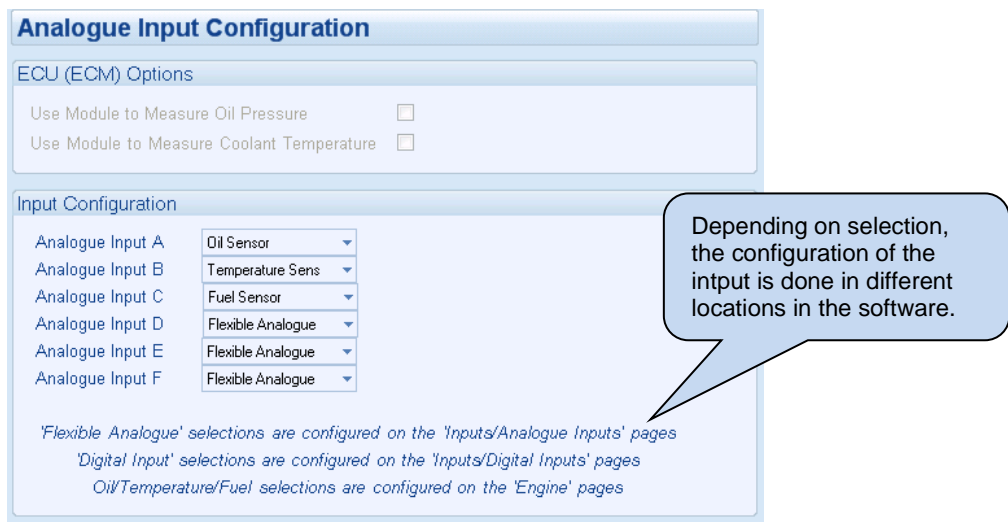 Analogue Input Configuration
ECU (ECM) Options
Use Module to Measure Oil Pressure
Use Module to Measure Coolant Temperature
Input Configuration
Analogue Input A Oil Sensor
Analogue Input B Temperature Sens
Analogue Input C Fuel Sensor
Analogue Input D Flexible Analogue
Analogue Input E Flexible Analogue
Analogue Input F Flexible Analogue
'Flexible Analogue' selections are configured on the 'Inputs/Analogue Inputs' pages
'Digital Input' selections are configured on the 'Inputs/Digital Inputs' pages
Oil/Temperature/Fuel selections are configured on the 'Engine' pages
Depending on selection,
the configuration of the
intput is done in different
locations in the software.